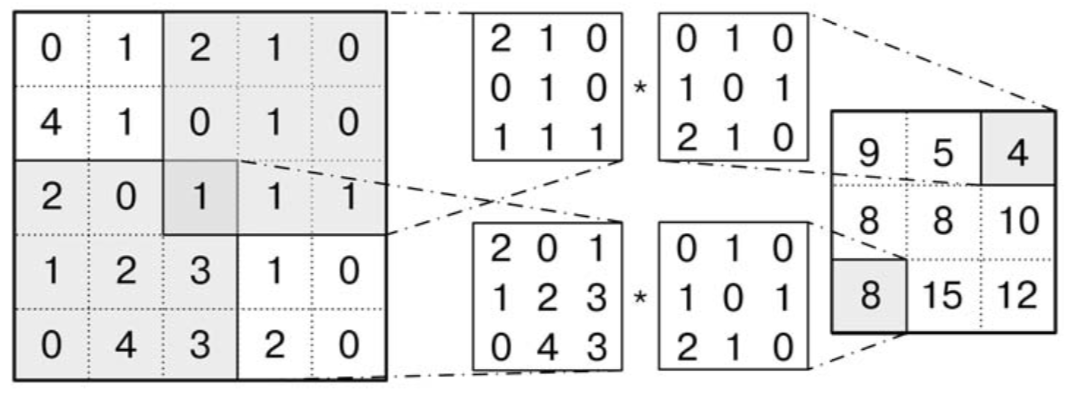 0 1 2 1 0
4 1 0 1 0
2 0 1 1 1
1 2 3 1 0
0 4 3 2 0
2 1 0
0 1 0
1 1 1
*
0 1 0
1 0 1
2 1 0
2 0 1
1 2 3
0 4 3
*
0 1 0
1 0 1
2 1 0
9 5 4
8 8 10
8 15 12